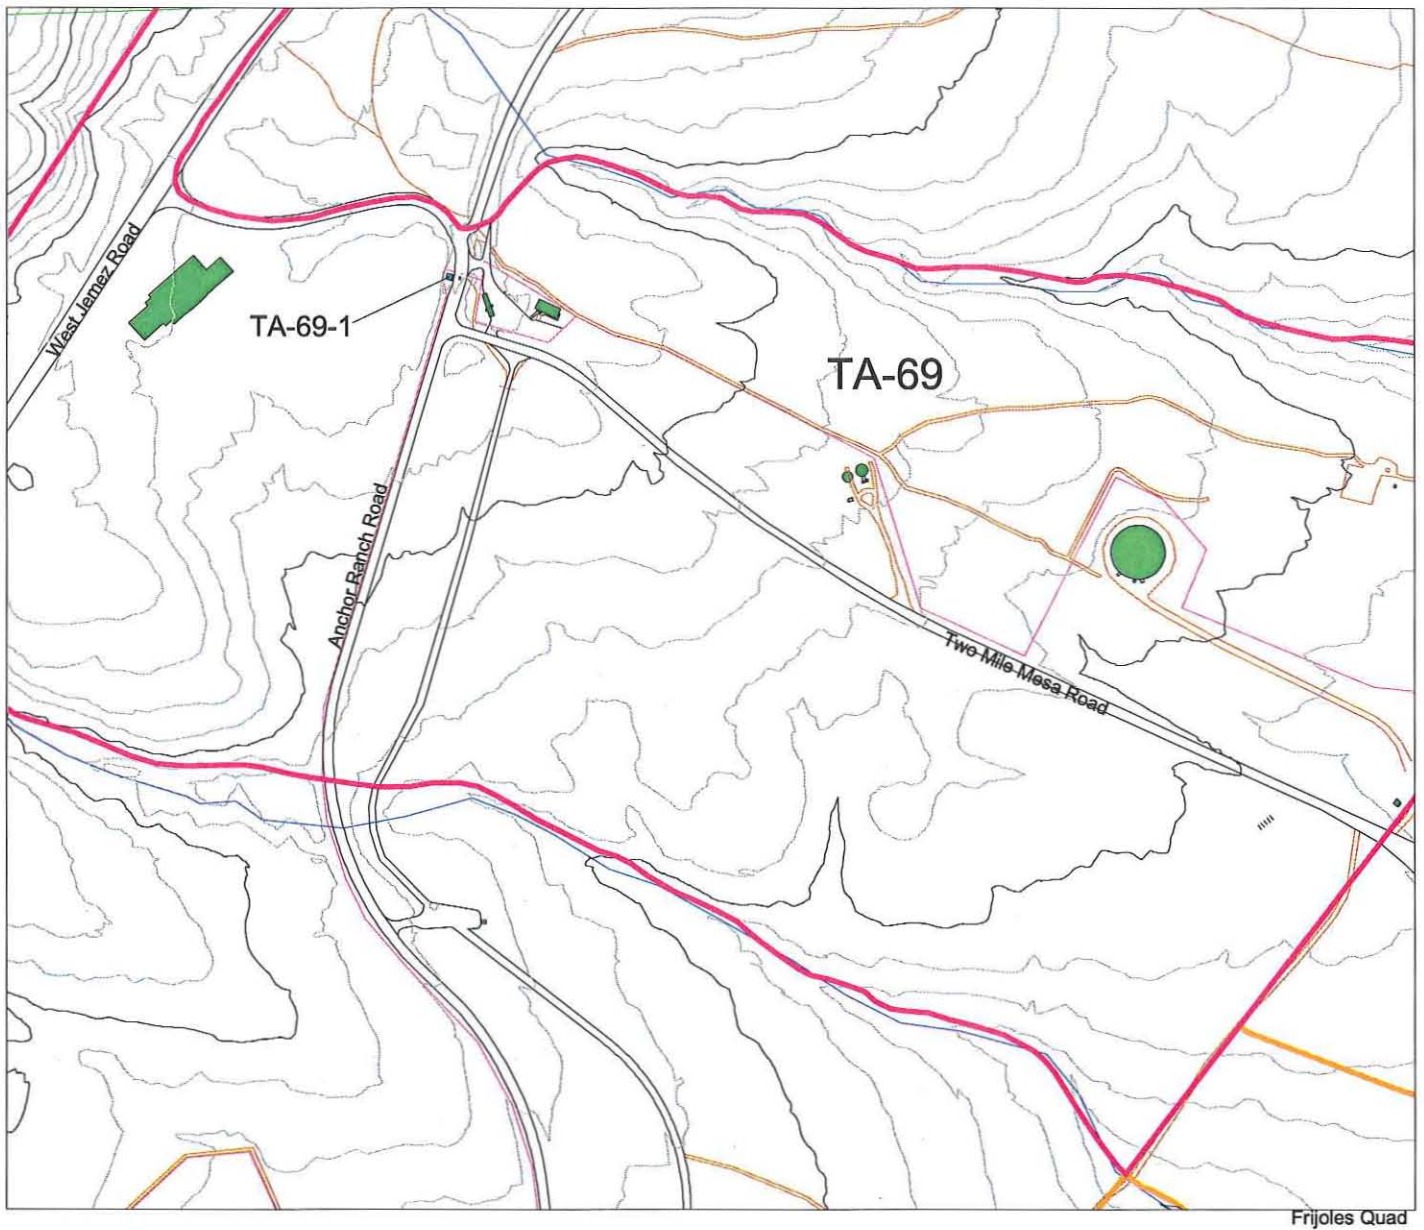 West Jemez Road
TA-69-1
TA-69
Anchor Ranch Road
Two Mile Mesa Road
Frijoles Quad